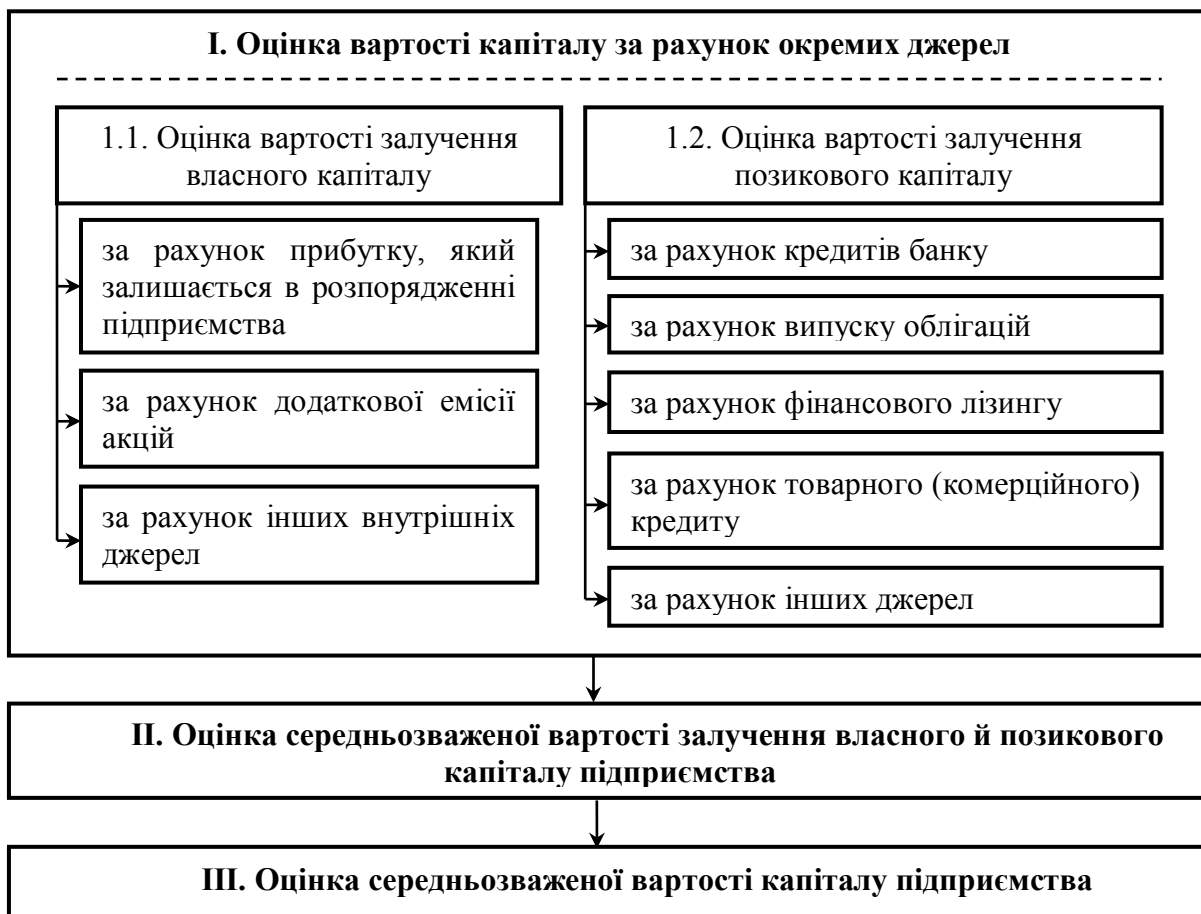 I. Оцінка вартості капіталу за рахунок окремих джерел
1.1. Оцінка вартості залучення
власного капіталу
за рахунок прибутку, який
залишається в розпорядженні
підприємства
за рахунок додаткової емісії
акцій
за рахунок інших внутрішніх
джерел
1.2. Оцінка вартості залучення
позикового капіталу
за рахунок кредитів банку
за рахунок випуску облігацій
за рахунок фінансового лізингу
за рахунок товарного (комерційного)
кредиту
за рахунок інших джерел
II. Оцінка середньозваженої вартості залучення власного й позикового
капіталу підприємства
III. Оцінка середньозваженої вартості капіталу підприємства